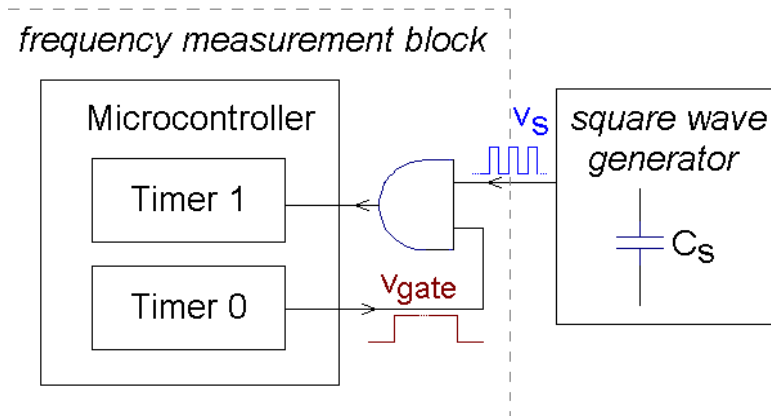 frequency measurement block
Microcontroller
Timer 1
Timer 0
vgate
vs
square wave
generator
Cs